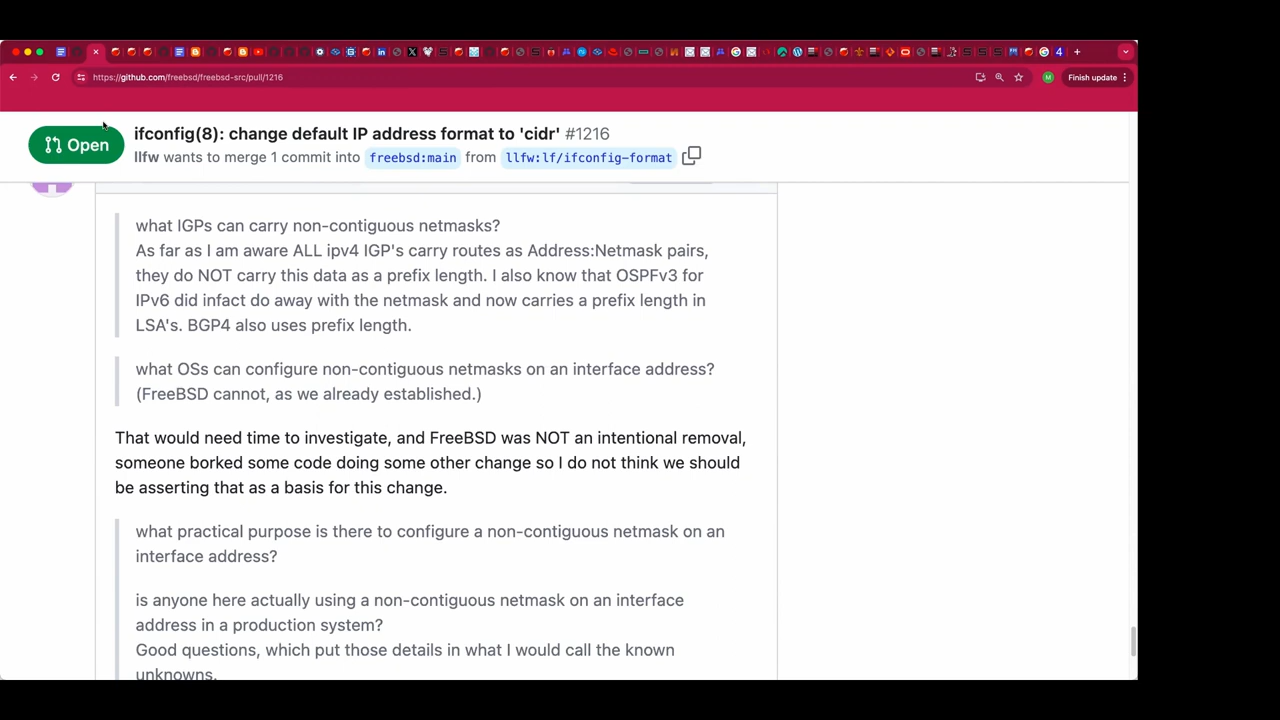 https://github.com/freebsd/freebsd-src/pull/1216
M
Finish update
Open
ifconfig(8): change default IP address format to 'cidr' #1216
llfw wants to merge 1 commit into freebsd:main from llfw:lf/ifconfig-format
what IGPs can carry non-contiguous netmasks?
As far as I am aware ALL ipv4 IGP's carry routes as Address:Netmask pairs,
they do NOT carry this data as a prefix length. I also know that OSPFv3 for
IPv6 did infact do away with the netmask and now carries a prefix length in
LSA's. BGP4 also uses prefix length.
what OSs can configure non-contiguous netmasks on an interface address?
(FreeBSD cannot, as we already established.)
That would need time to investigate, and FreeBSD was NOT an intentional removal,
someone borked some code doing some other change so I do not think we should
be asserting that as a basis for this change.
what practical purpose is there to configure a non-contiguous netmask on an
interface address?
is anyone here actually using a non-contiguous netmask on an interface
address in a production system?
Good questions, which put those details in what I would call the known
unknowns.